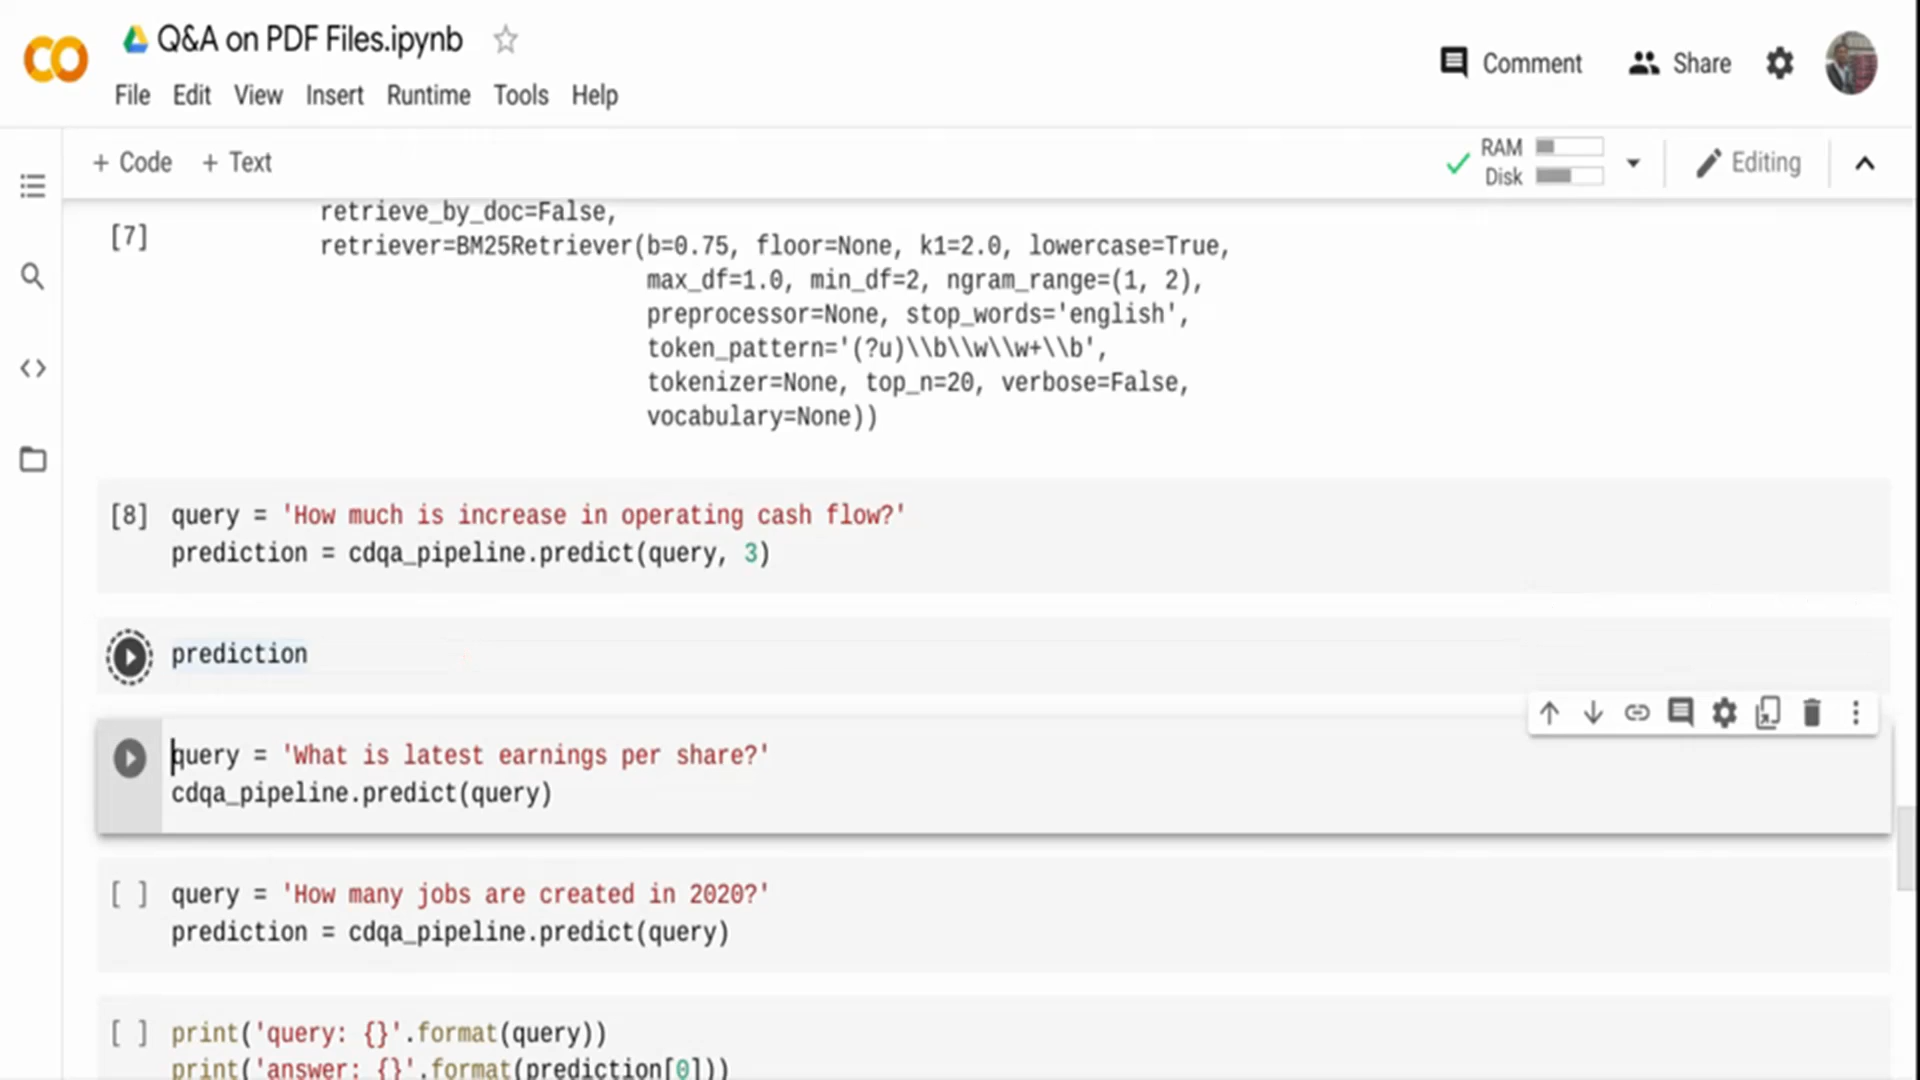 Q&A on PDF Files.ipynb
Comment
Share
File Edit View Insert Runtime Tools Help
+ Code + Text
RAM
Disk
Editing
[7]
retrieve_by_doc=False,
retriever=BM25Retriever(b=0.75, floor=None, k1=2.0, lowercase=True,
max_df=1.0, min_df=2, ngram_range=(1, 2),
preprocessor=None, stop_words='english',
token_pattern='(?u)\\b\\w\\w+\\b',
tokenizer=None, top_n=20, verbose=False,
vocabulary=None))
[8] query = 'How much is increase in operating cash flow?'
prediction = cdqa_pipeline.predict(query, 3)
prediction
query = 'What is latest earnings per share?'
cdqa_pipeline.predict(query)
[ ] query = 'How many jobs are created in 2020?'
prediction = cdqa_pipeline.predict(query)
[ ] print('query: {}'.format(query))
print('answer: {}'.format(prediction[0]))